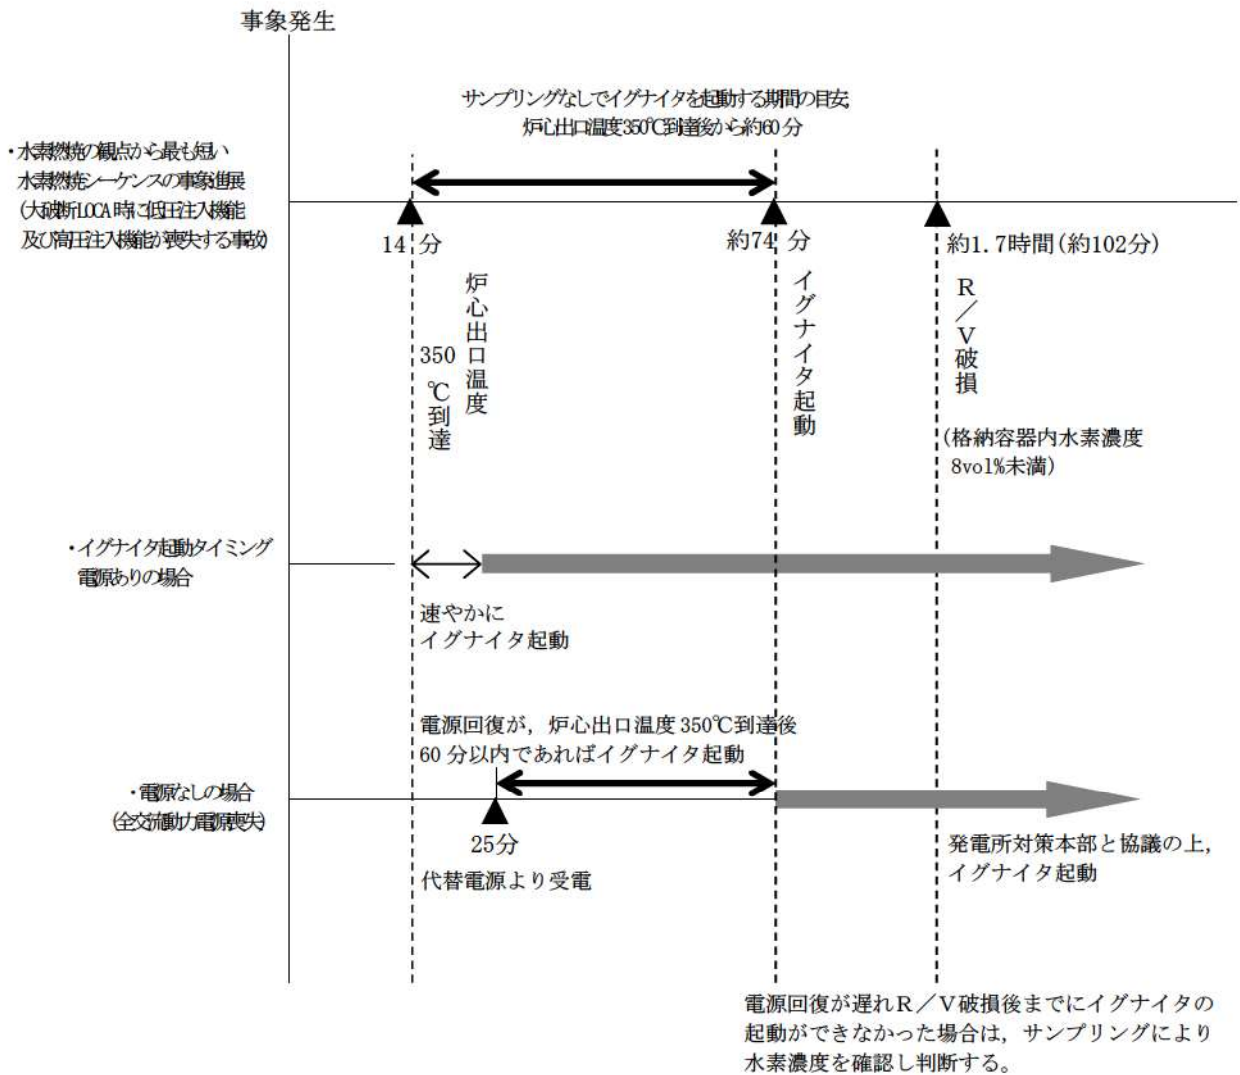 事象発生
サンプリングなしでイグナイタを起動する期間の目安;
炉心出口温度350℃到達後から約60分
・水素燃焼の観点から最も短い
水素燃焼シーケンスの事象進展
(大破断LOCA時に低圧注入機能
及び高圧注入機能が喪失する事故)
14 分
約74 分
約1.7時間(約102分)
炉心出口温度
350℃到達
イグナイタ起動
R/V破損
(格納容器内水素濃度
8vol%未満)
・イグナイタ起動タイミング
電源ありの場合
速やかに
イグナイタ起動
電源回復が，炉心出口温度350℃到達後
60分以内であればイグナイタ起動
・電源なしの場合
(全交流動力電源喪失)
25分
代替電源より受電
発電所対策本部と協議の上，
イグナイタ起動
電源回復が遅れR/V破損後までにイグナイタの
起動ができなかった場合は，サンプリングにより
水素濃度を確認し判断する。